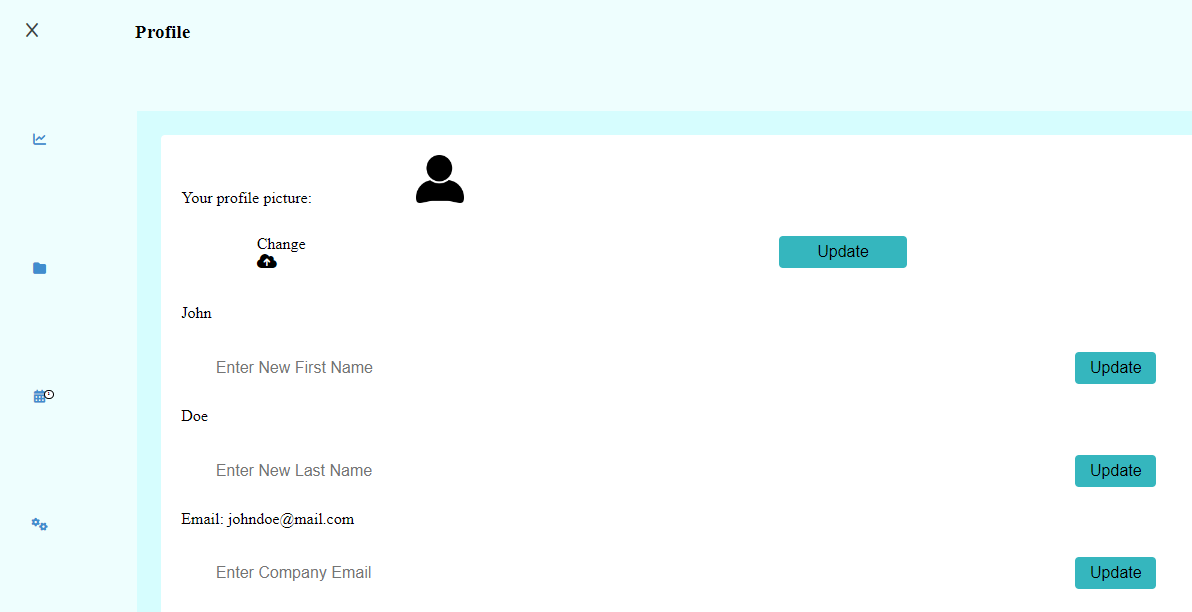 Profile
Your profile picture:
Change
Update
John
Enter New First Name
Update
Doe
Enter New Last Name
Update
Email: johndoe@mail.com
Enter Company Email
Update